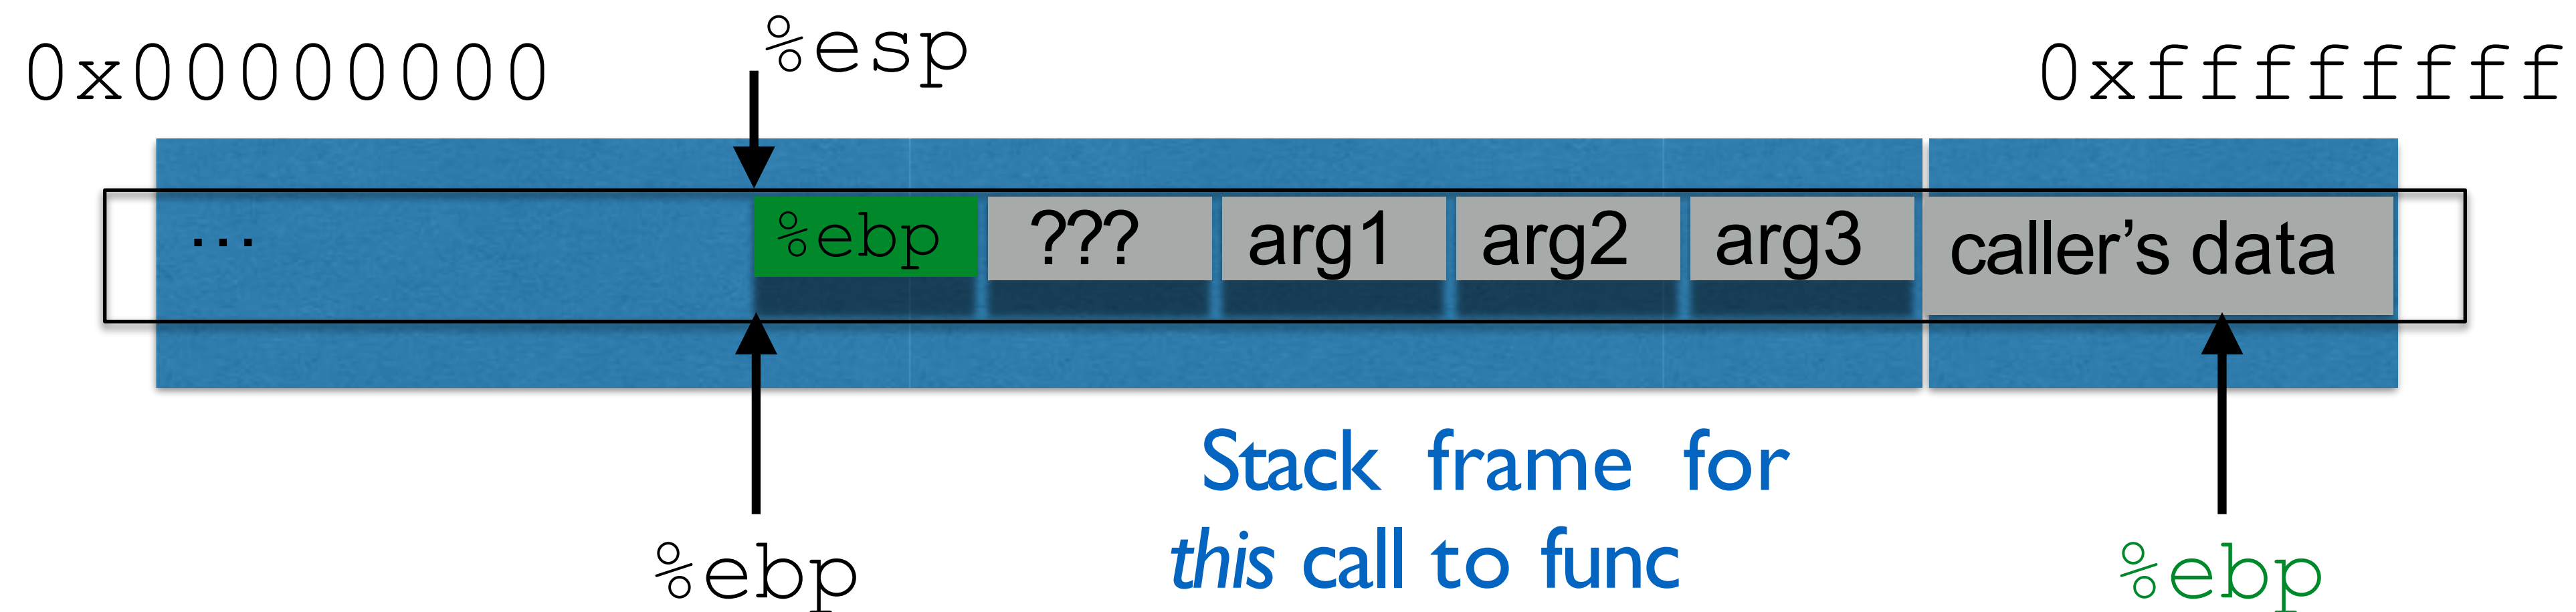 0x00000000
%esp
0xffffffff
...
%ebp
???
arg1
arg2
arg3
caller's data
%ebp
Stack frame for
this call to func
%ebp